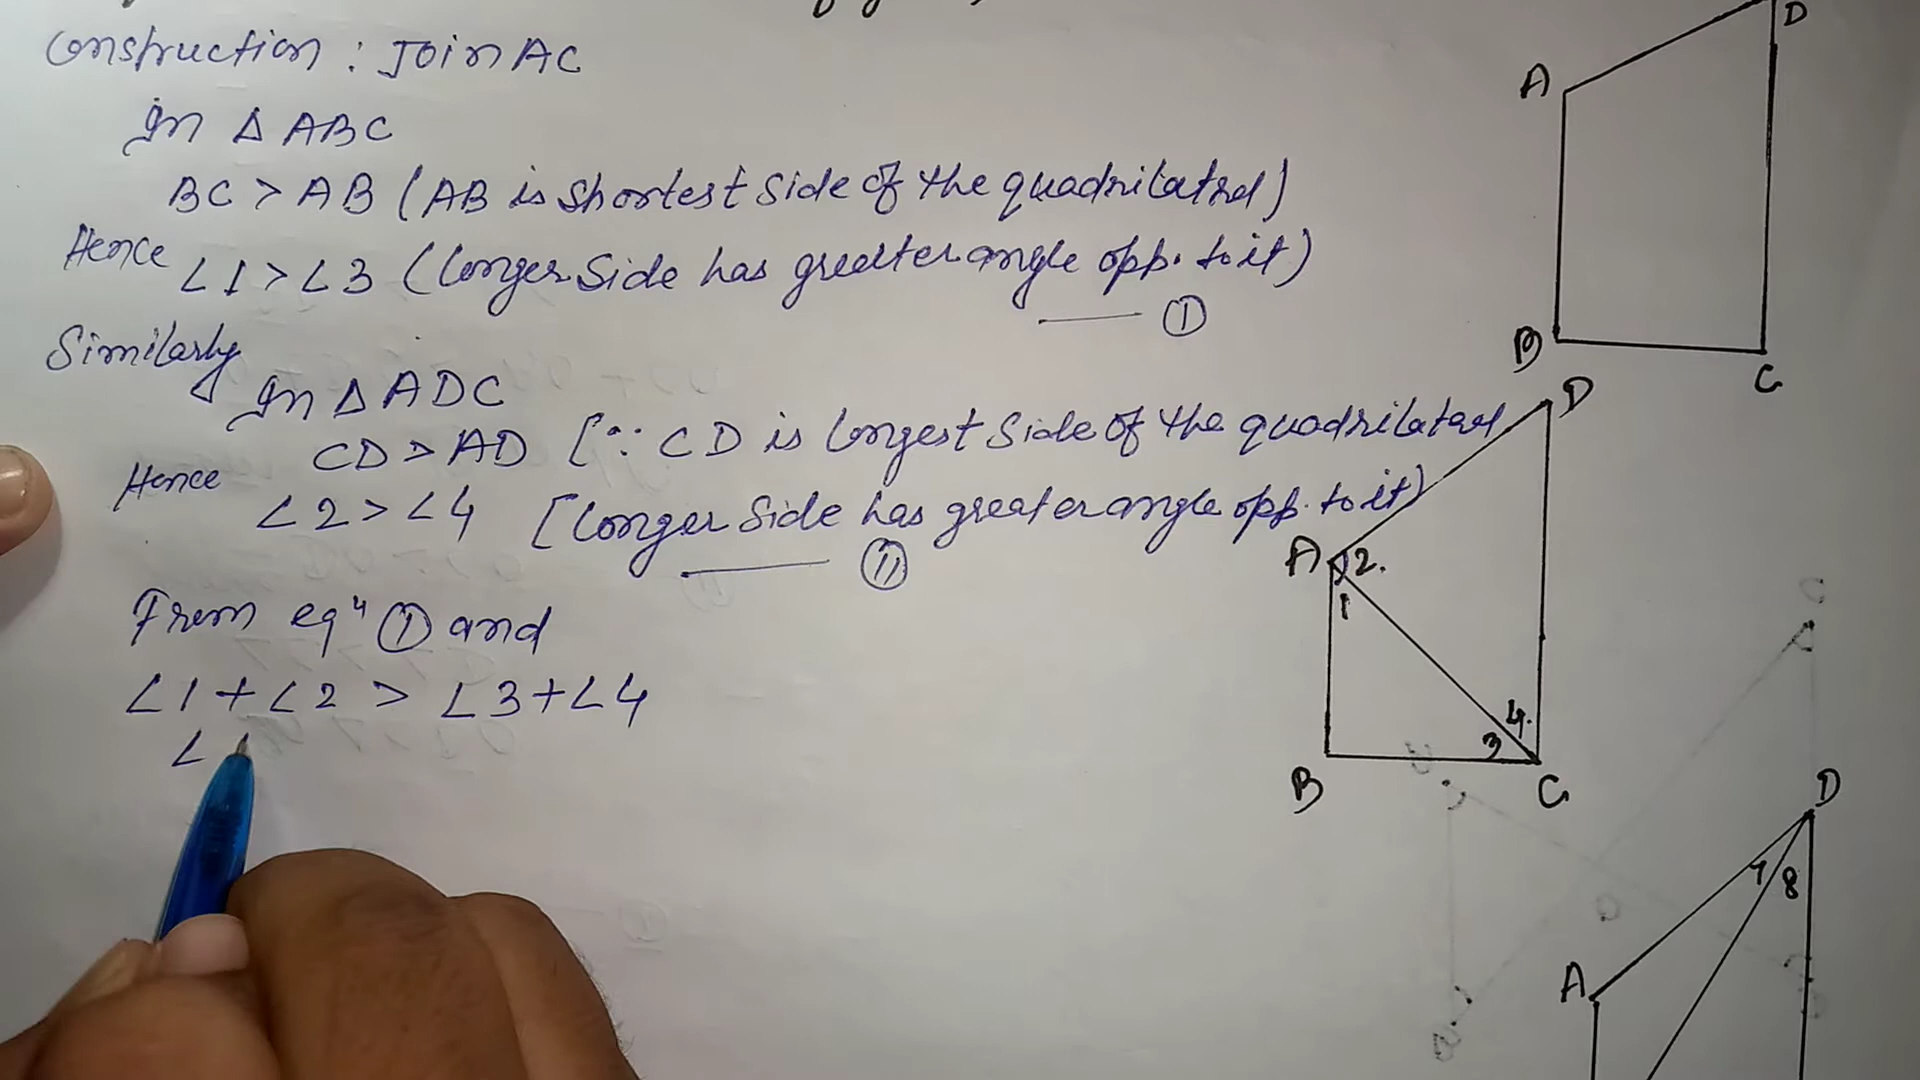 Construction : Join AC
In Δ ABC
BC > AB (AB is shortest side of the quadrilatral)
Hence ∠1 > ∠3 (longer side has greater angle opp. to it)
—— ①
Similarly
In Δ ADC
CD > AD [∵ CD is longest side of the quadrilatral
Hence ∠2 > ∠4 [longer side has greater angle opp. to it)
—— ②
From eqⁿ ① and
∠1 + ∠2 > ∠3 + ∠4
∠
D
A
B
C
D
A 2.
1
4.
3
B
C
D
7 8
A